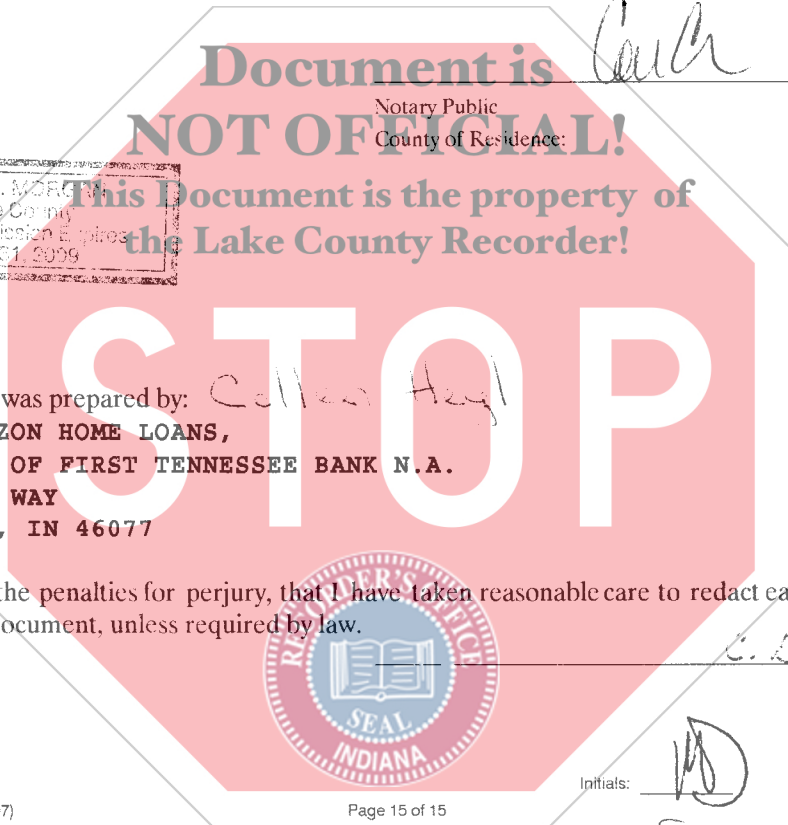 Document is
NOT OFFICIAL!
Notary Public
County of Residence:
This Document is the property of
the Lake County Recorder!
2009
STOP
was prepared by: Heyl
ZON HOME LOANS,
OF FIRST TENNESSEE BANK N.A.
WAY
, IN 46077
the penalties for perjury, that I have taken reasonable care to redact ea
ocument, unless required by law.
RECORDER'S OFFICE
SEAL
INDIANA
Initials:
7)
Page 15 of 15